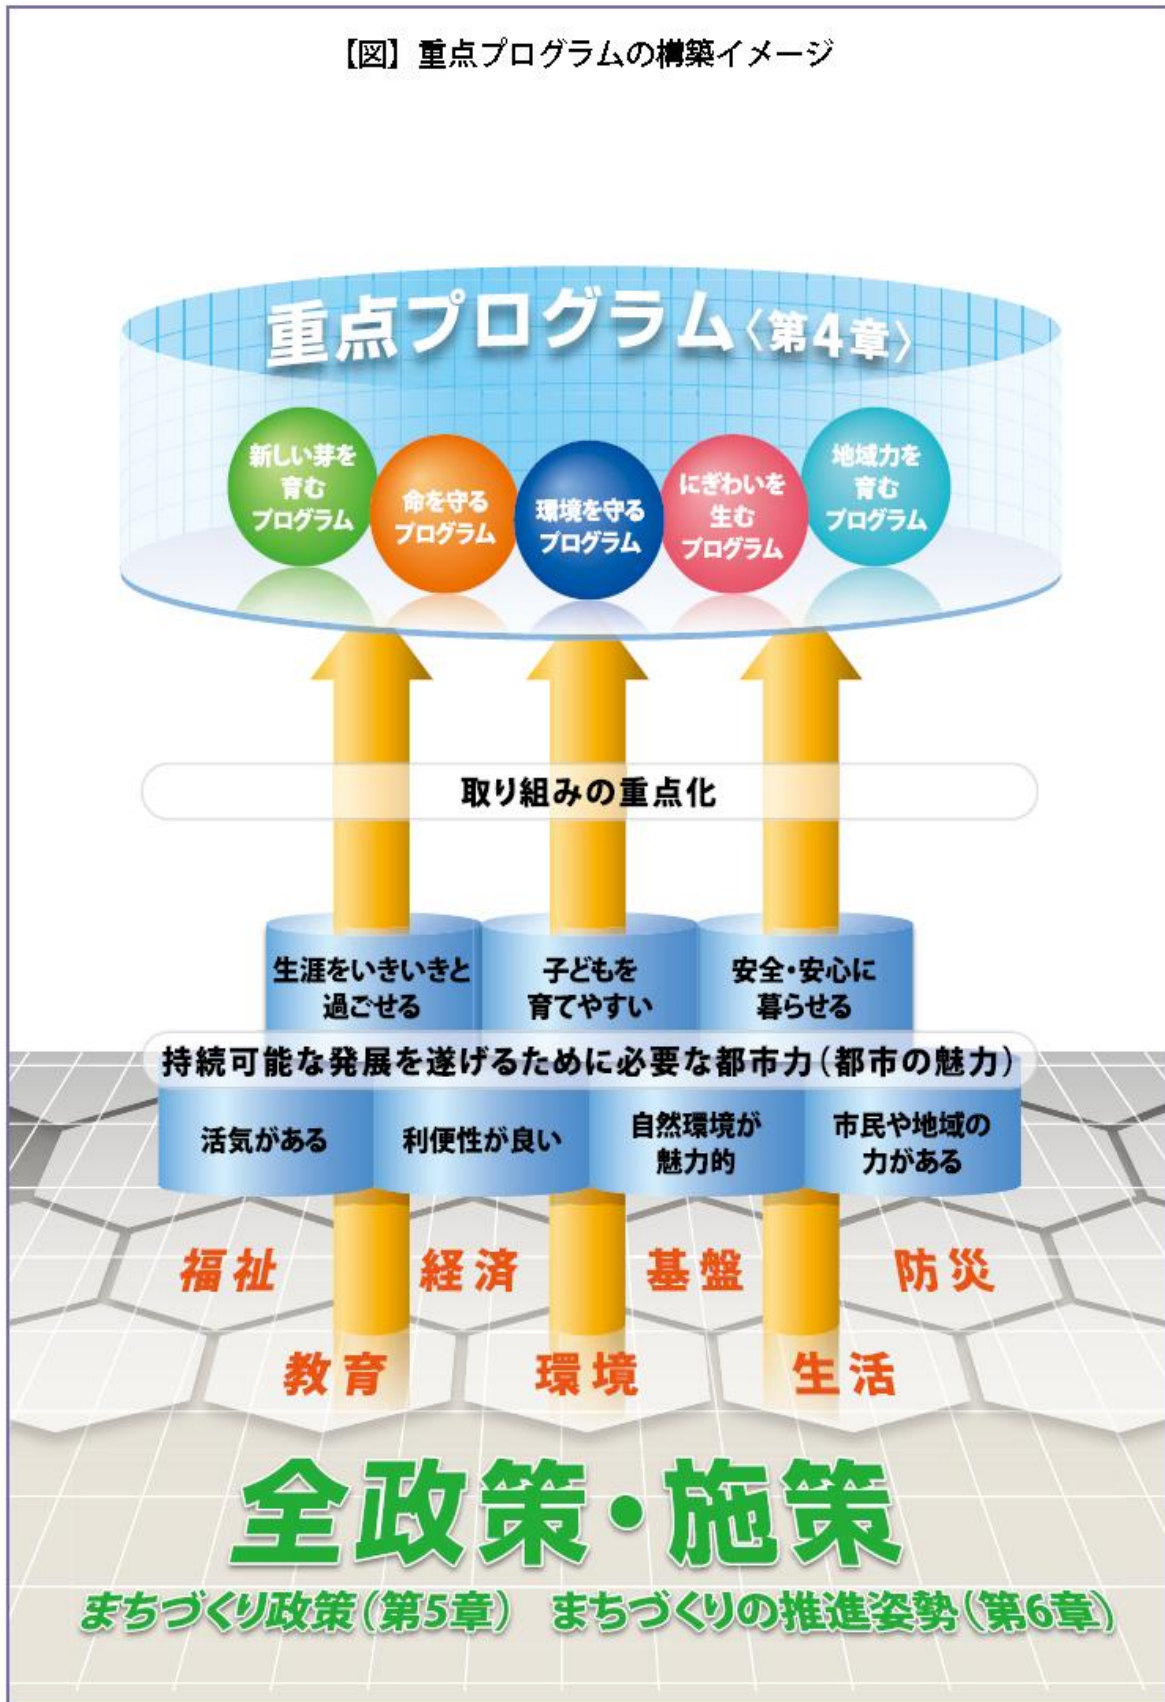 【図】重点プログラムの構築イメージ
重点プログラム〈第4章〉
新しい芽を
育む
プログラム
命を守る
プログラム
環境を守る
プログラム
にぎわいを
生む
プログラム
地域力を
育む
プログラム
取り組みの重点化
生涯をいきいきと
過ごせる
子どもを
育てやすい
安全・安心に
暮らせる
持続可能な発展を遂げるために必要な都市力（都市の魅力）
活気がある
利便性が良い
自然環境が
魅力的
市民や地域の
力がある
福祉 経済 基盤 防災
教育 環境 生活
全政策・施策
まちづくり政策（第5章） まちづくりの推進姿勢（第6章）